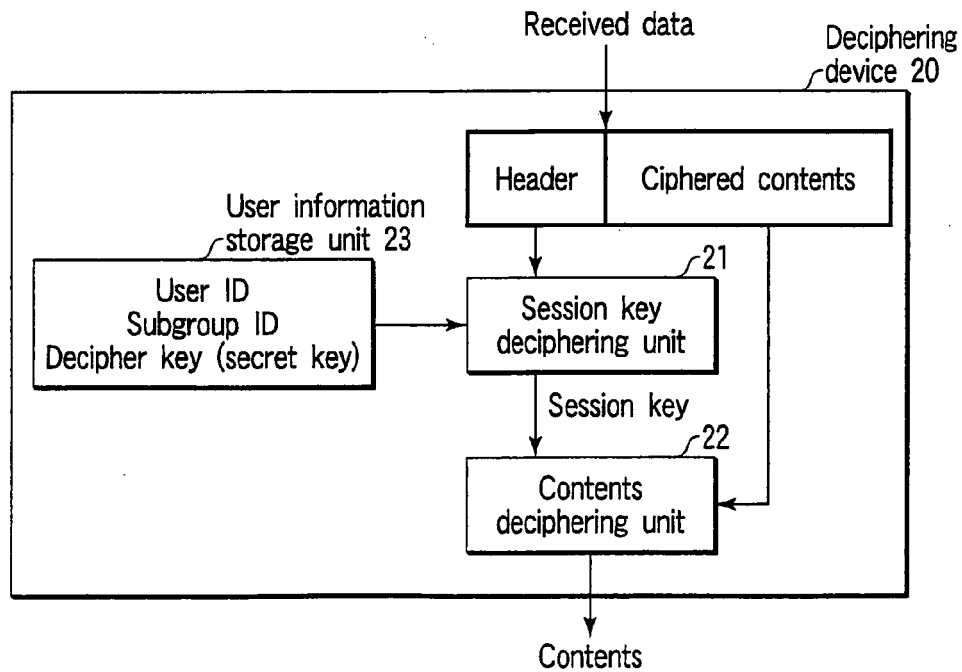 Received data
Deciphering
device 20
Header
Ciphered contents
User information
storage unit 23
User ID
Subgroup ID
Decipher key (secret key)
21
Session key
deciphering unit
Session key
22
Contents
deciphering unit
Contents